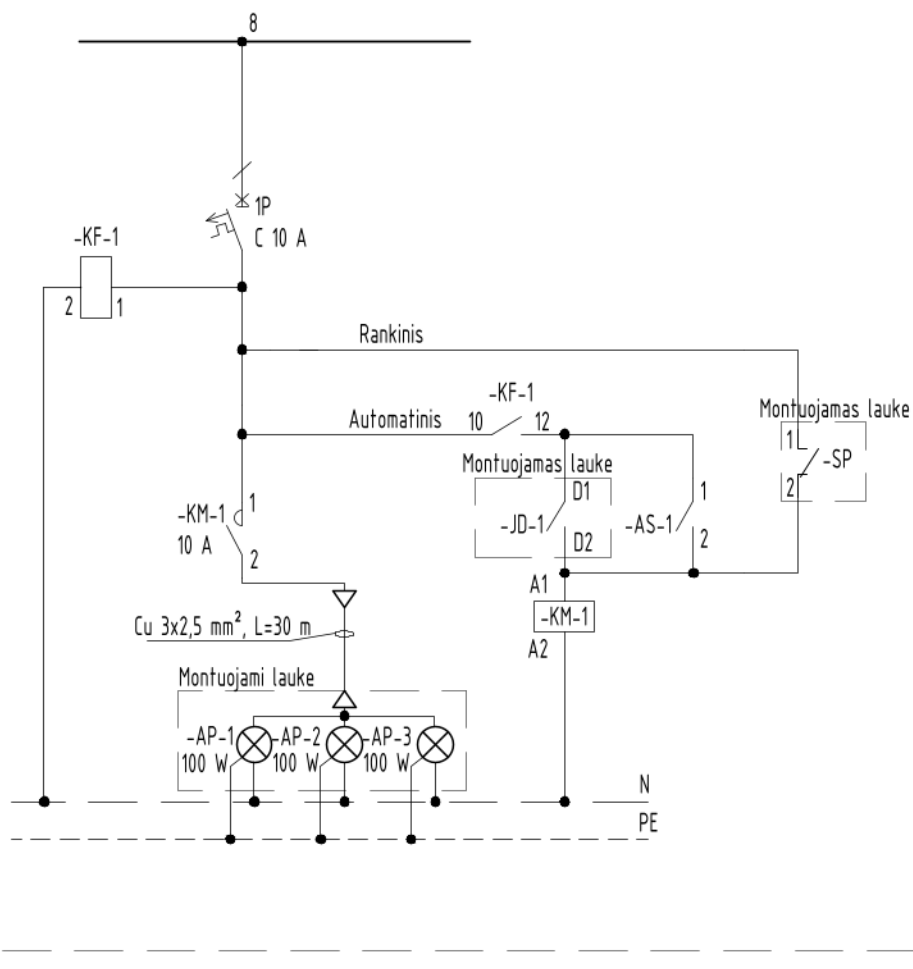 8
1P
C 10 A
-KF-1
2
1
Rankinis
-KF-1
Automatinis
10
12
Montuojamas lauke
1
-SP
2
Montuojamas lauke
D1
-JD-1
D2
1
-AS-1
2
-KM-1
10 A
1
2
A1
-KM-1
A2
Cu 3x2,5 mm², L=30 m
Montuojami lauke
-AP-1
100 W
-AP-2
100 W
-AP-3
100 W
N
PE